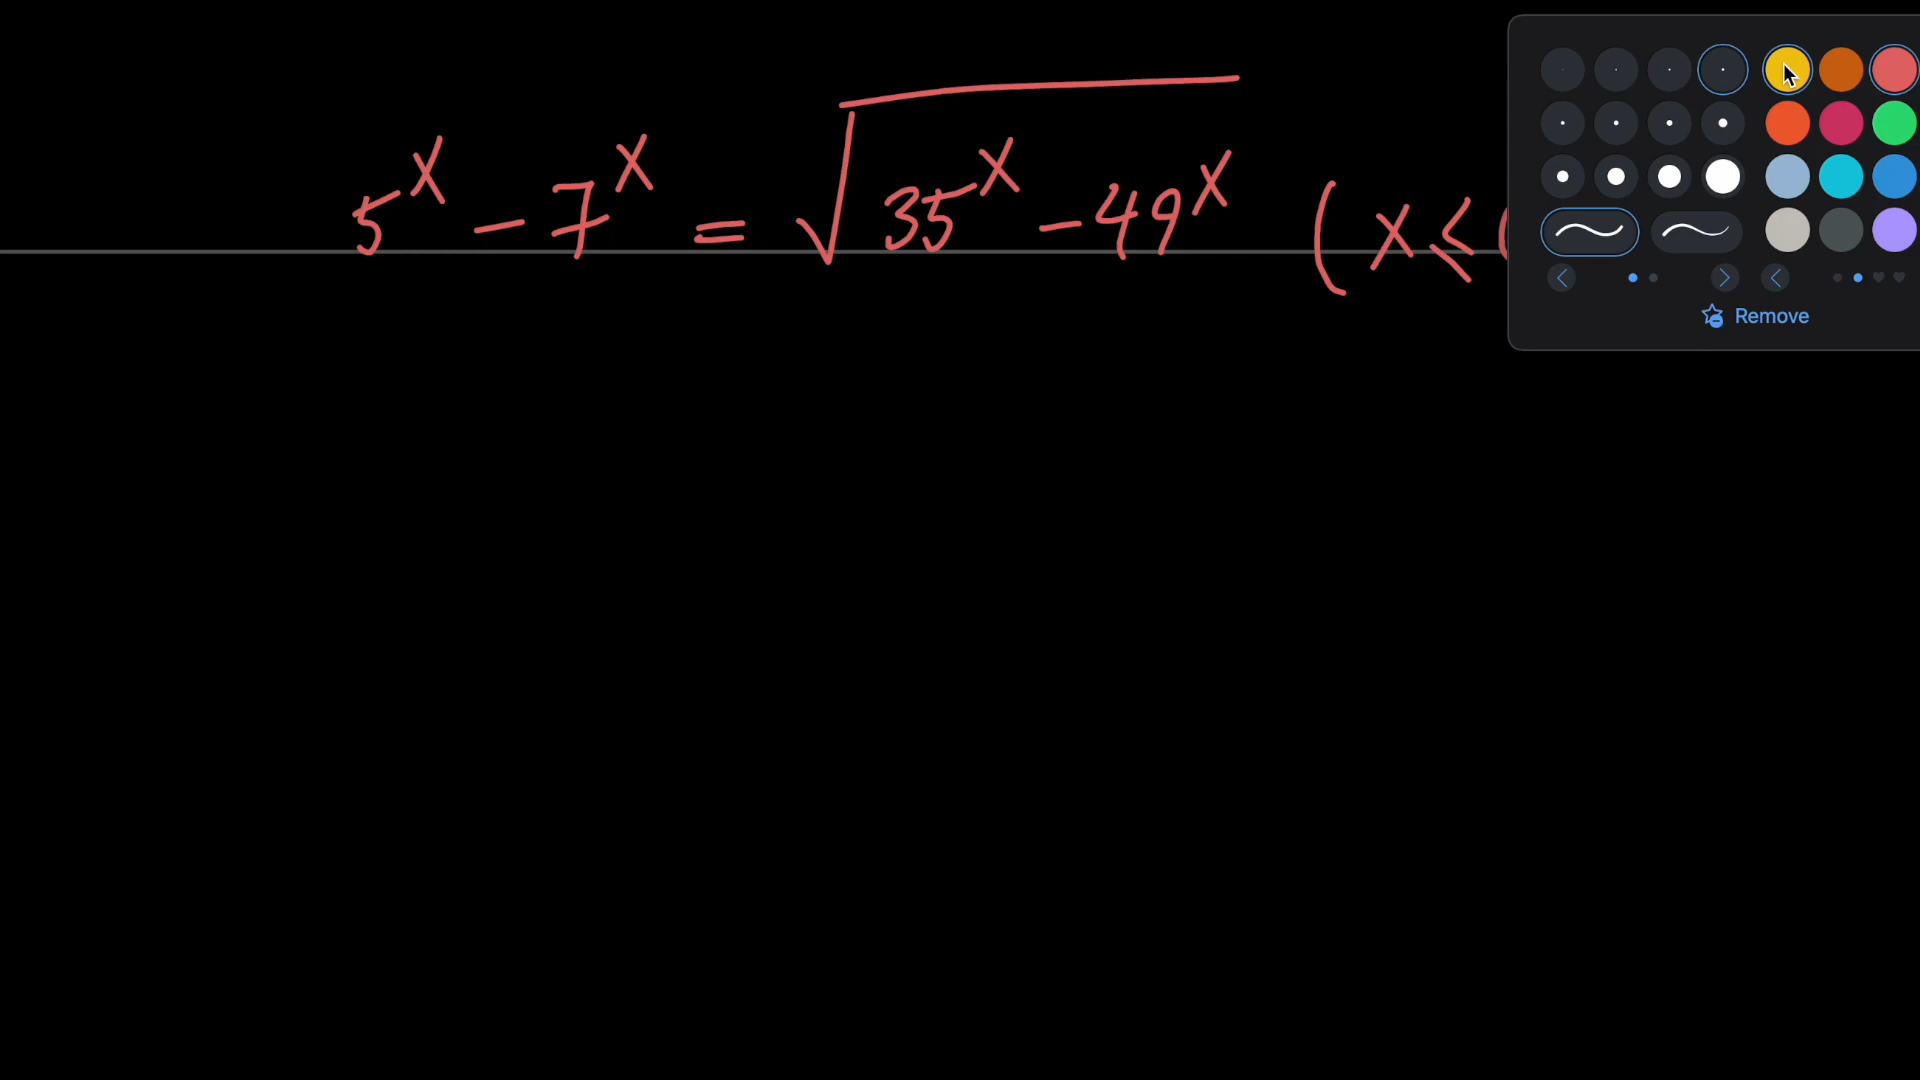 5^x - 7^x = √(35^x - 49^x) (x ≤
Remove